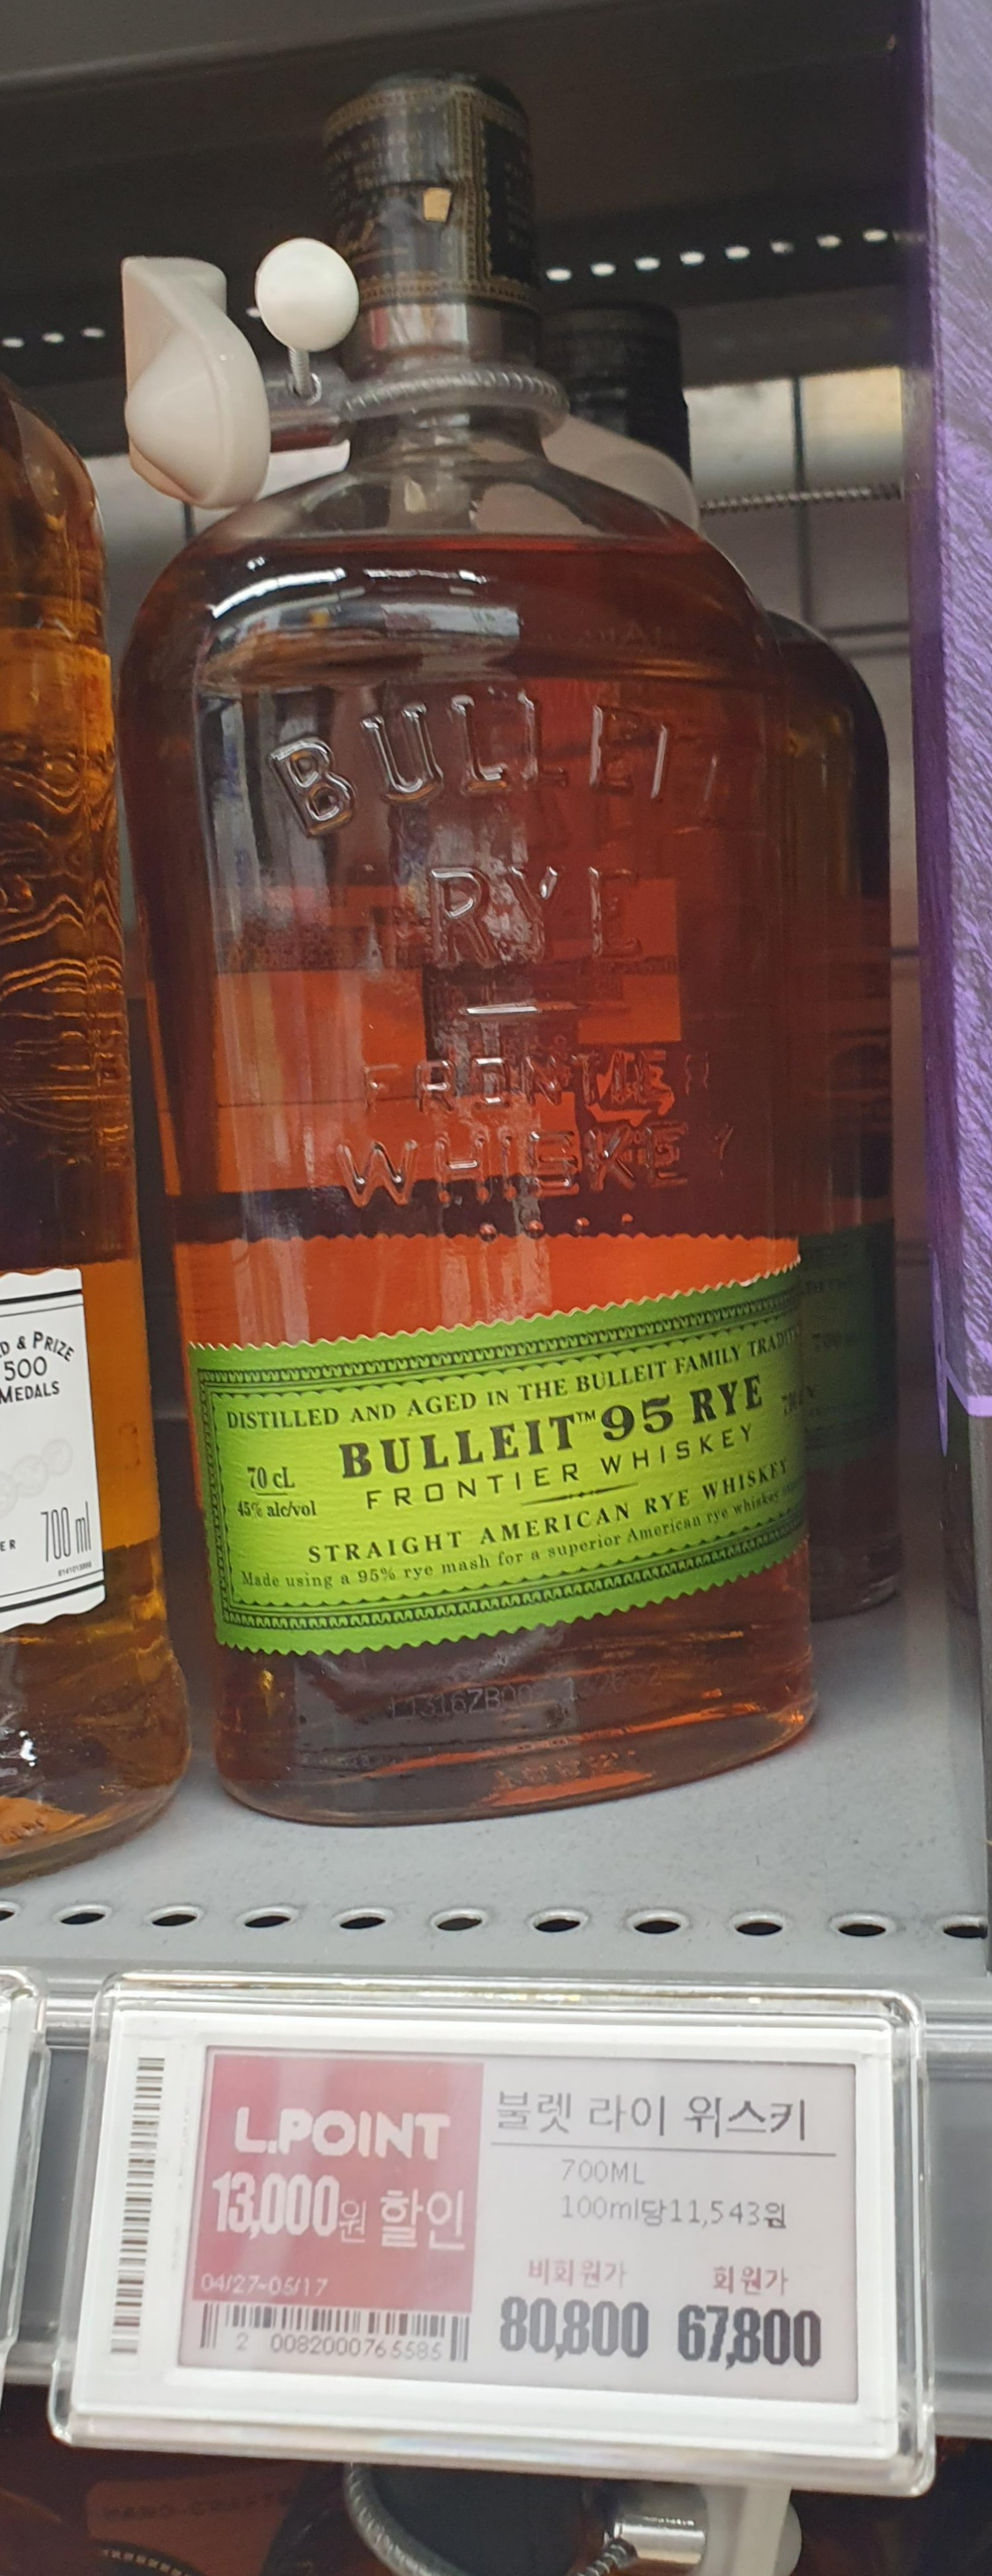 BULLEIT
RYE
FRONTIER
WHISKEY
D & PRIZE
500
MEDALS
ER 700 ml
DISTILLED AND AGED IN THE BULLEIT FAMILY
BULLEIT™ 95 RYE
FRONTIER WHISKEY
70 cL
45% alc/vol
STRAIGHT AMERICAN RYE WHISKEY
Made using a 95% rye mash for a superior American rye whiskey
L.POINT
13,000원 할인
04/27~05/17
2 0082000765585
불렛 라이 위스키
700ML
100ml당11,543원
비회원가 회원가
80,800 67,800